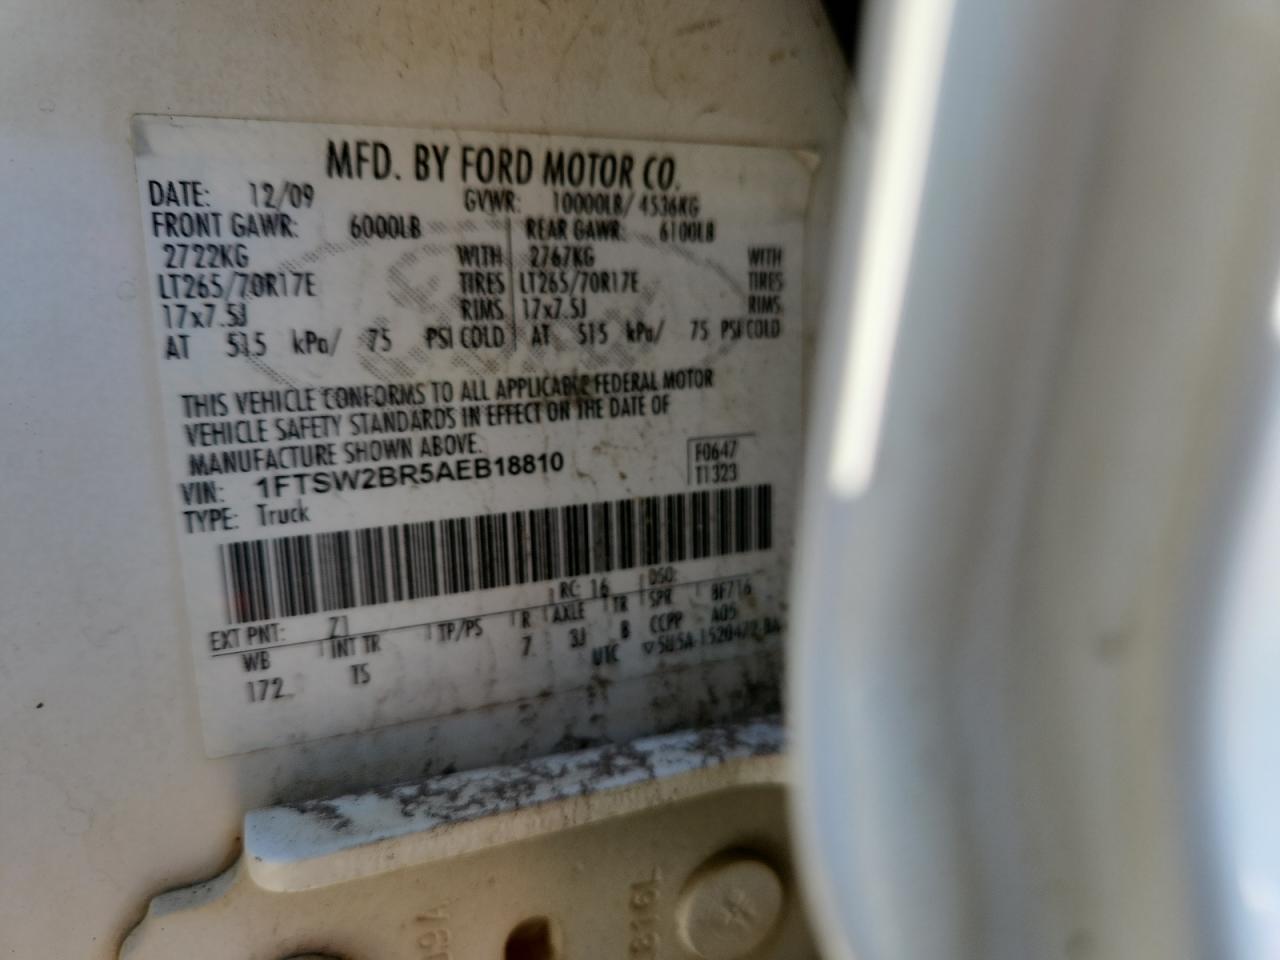 MFD. BY FORD MOTOR CO.
DATE: 12/09 GVWR: 10000LB/ 4536KG
FRONT GAWR: 6000LB REAR GAWR: 6100LB
2722KG WITH 2767KG WITH
LT265/70R17E TIRES LT265/70R17E TIRES
17x7.5J RIMS 17x7.5J RIMS
AT 515 kPa/ 75 PSI COLD AT 515 kPa/ 75 PSI COLD
THIS VEHICLE CONFORMS TO ALL APPLICABLE FEDERAL MOTOR
VEHICLE SAFETY STANDARDS IN EFFECT ON THE DATE OF
MANUFACTURE SHOWN ABOVE.
VIN: 1FTSW2BR5AEB18810
F0647
T1323
TYPE: Truck
RC: 16 DSO:
EXT PNT: Z1
WB INT TR TP/PS R AXLE TR SPR BF716
172 TS 7 3J B CCPP A05
UTC